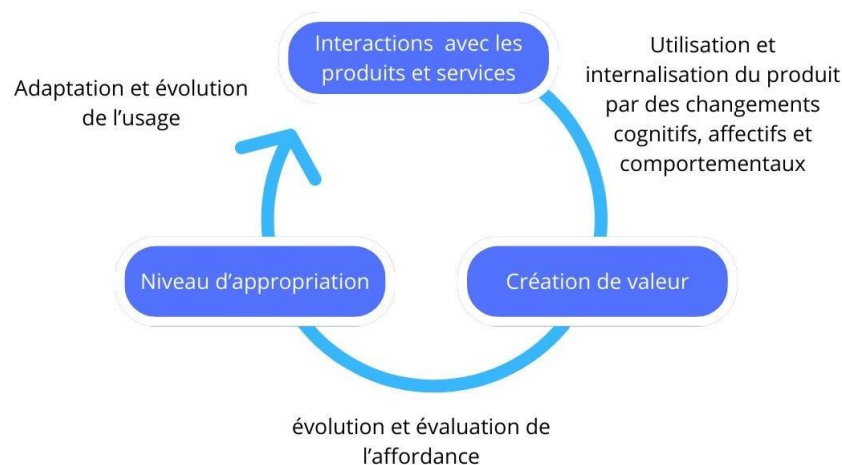 Interactions avec les
produits et services
Utilisation et
internalisation du produit
par des changements
cognitifs, affectifs et
comportementaux
Adaptation et évolution
de l'usage
Niveau d'appropriation
Création de valeur
évolution et évaluation de
l'affordance